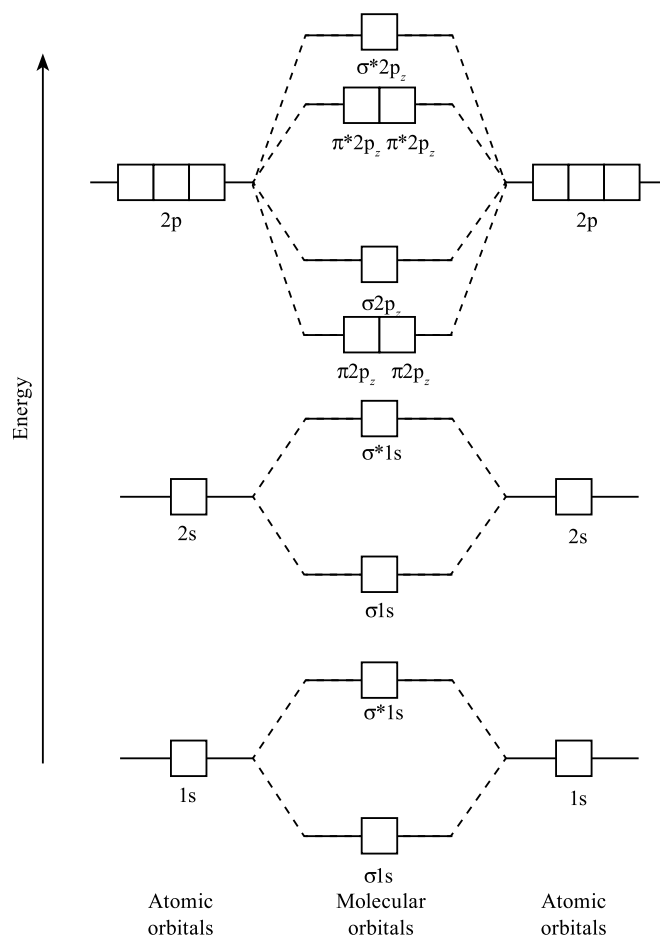 σ*2p_z
π*2p_z π*2p_z
2p
2p
σ2p_z
π2p_z π2p_z
σ*1s
2s
2s
σ1s
σ*1s
1s
1s
σ1s
Energy
Atomic
orbitals
Molecular
orbitals
Atomic
orbitals